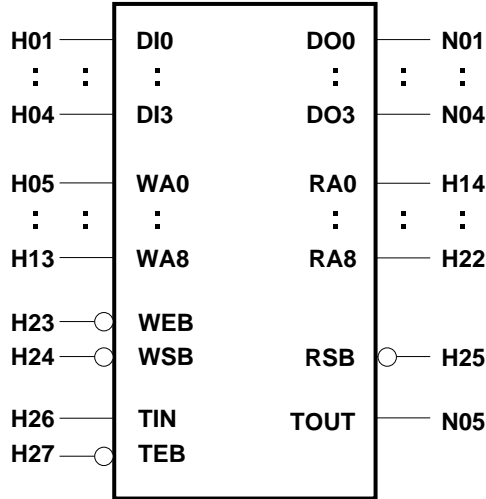 H01 DI0 DO0 N01
: : : : : :
H04 DI3 DO3 N04
H05 WA0 RA0 H14
: : : : : :
H13 WA8 RA8 H22
H23 WEB
H24 WSB RSB H25
H26 TIN TOUT N05
H27 TEB